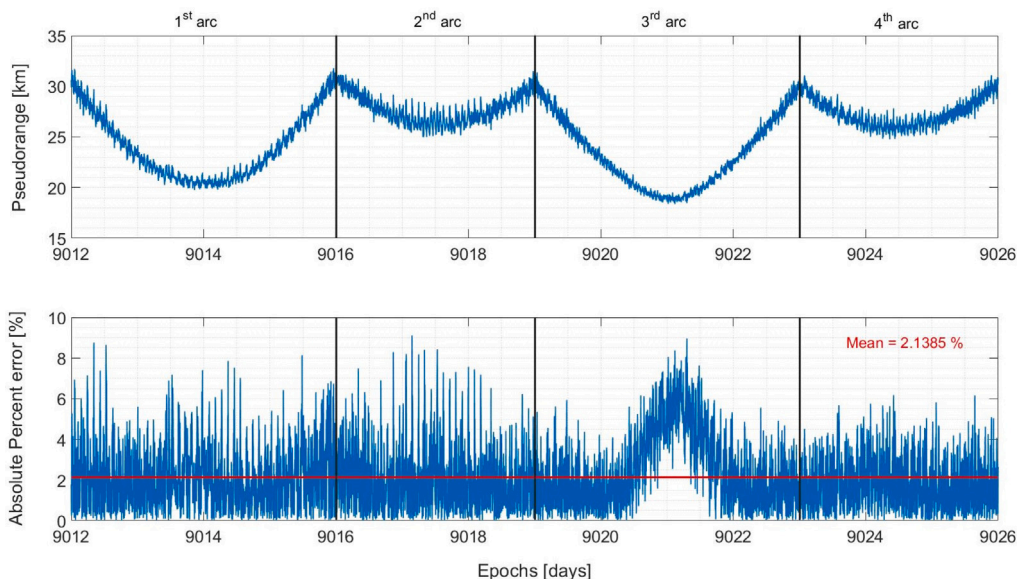 1st arc 2nd arc 3rd arc 4th arc
35
30
25
20
15
Pseudorange [km]
9012 9014 9016 9018 9020 9022 9024 9026
10
8
6
4
2
0
Absolute Percent error [%]
Mean = 2.1385 %
9012 9014 9016 9018 9020 9022 9024 9026
Epochs [days]